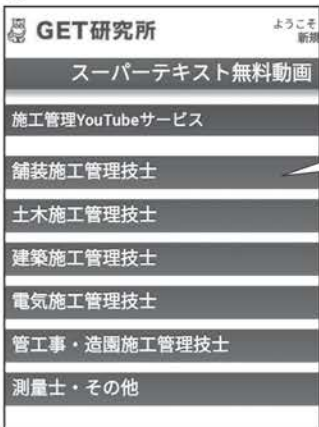 GET研究所
ようこそ
新規
スーパーテキスト無料動画
施工管理YouTubeサービス
舗装施工管理技士
土木施工管理技士
建築施工管理技士
電気施工管理技士
管工事・造園施工管理技士
測量士・その他